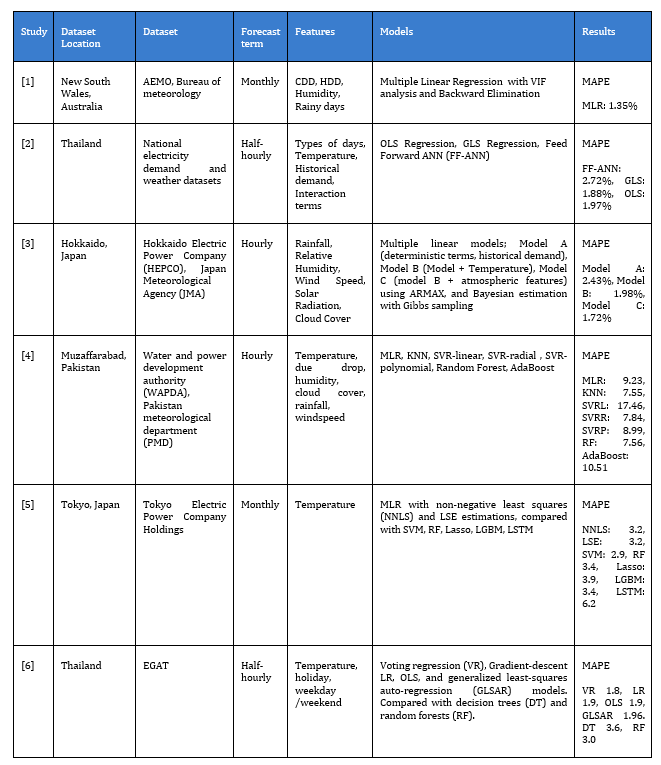 Study
Dataset
Location
Dataset
Forecast
term
Features
Models
Results
[1]
New South
Wales,
Australia
AEMO, Bureau of
meteorology
Monthly
CDD, HDD,
Humidity,
Rainy days
Multiple Linear Regression with VIF
analysis and Backward Elimination
MAPE
MLR: 1.35%
[2]
Thailand
National
electricity
demand and
weather datasets
Half-
hourly
Types of days,
Temperature,
Historical
demand,
Interaction
terms
OLS Regression, GLS Regression, Feed
Forward ANN (FF-ANN)
MAPE
FF-ANN:
2.72%, GLS:
1.88%, OLS:
1.97%
[3]
Hokkaido,
Japan
Hokkaido Electric
Power Company
(HEPCO), Japan
Meteorological
Agency (JMA)
Hourly
Rainfall,
Relative
Humidity,
Wind Speed,
Solar
Radiation,
Cloud Cover
Multiple linear models; Model A
(deterministic terms, historical demand),
Model B (Model + Temperature), Model
C (model B + atmospheric features)
using ARMAX, and Bayesian estimation
with Gibbs sampling
MAPE
Model A:
2.43%, Model
B: 1.98%,
Model C:
1.72%
[4]
Muzaffarabad,
Pakistan
Water and power
development
authority
(WAPDA),
Pakistan
meteorological
department
(PMD)
Hourly
Temperature,
due drop,
humidity,
cloud cover,
rainfall,
windspeed
MLR, KNN, SVR-linear, SVR-radial , SVR-
polynomial, Random Forest, AdaBoost
MAPE
MLR: 9.23,
KNN: 7.55,
SVRL: 17.46,
SVRR: 7.84,
SVRP: 8.99,
RF: 7.56,
AdaBoost:
10.51
[5]
Tokyo, Japan
Tokyo Electric
Power Company
Holdings
Monthly
Temperature
MLR with non-negative least squares
(NNLS) and LSE estimations, compared
with SVM, RF, Lasso, LGBM, LSTM
MAPE
NNLS: 3.2,
LSE: 3.2,
SVM: 2.9, RF
3.4, Lasso:
3.9, LGBM:
3.4, LSTM:
6.2
[6]
Thailand
EGAT
Half-
hourly
Temperature,
holiday,
weekday
/weekend
Voting regression (VR), Gradient-descent
LR, OLS, and generalized least-squares
auto-regression (GLSAR) models.
Compared with decision trees (DT) and
random forests (RF).
MAPE
VR 1.8, LR
1.9, OLS 1.9,
GLSAR 1.96.
DT 3.6, RF
3.0